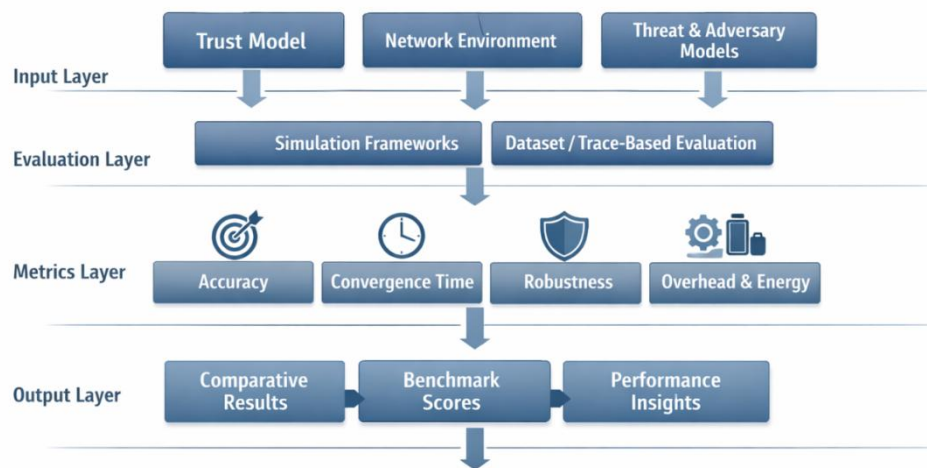 Trust Model
Network Environment
Threat & Adversary
Models
Input Layer
Simulation Frameworks
Dataset / Trace-Based Evaluation
Evaluation Layer
Metrics Layer
Accuracy
Convergence Time
Robustness
Overhead & Energy
Output Layer
Comparative
Results
Benchmark
Scores
Performance
Insights